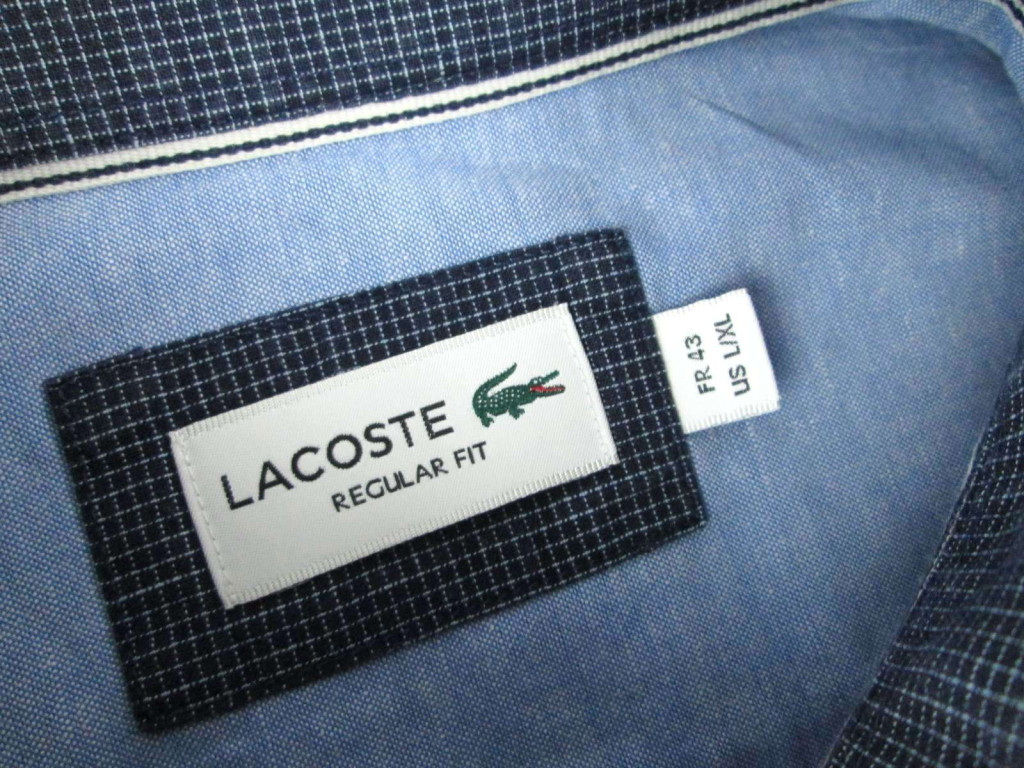 LACOSTE
REGULAR FIT
FR 43
US L/XL